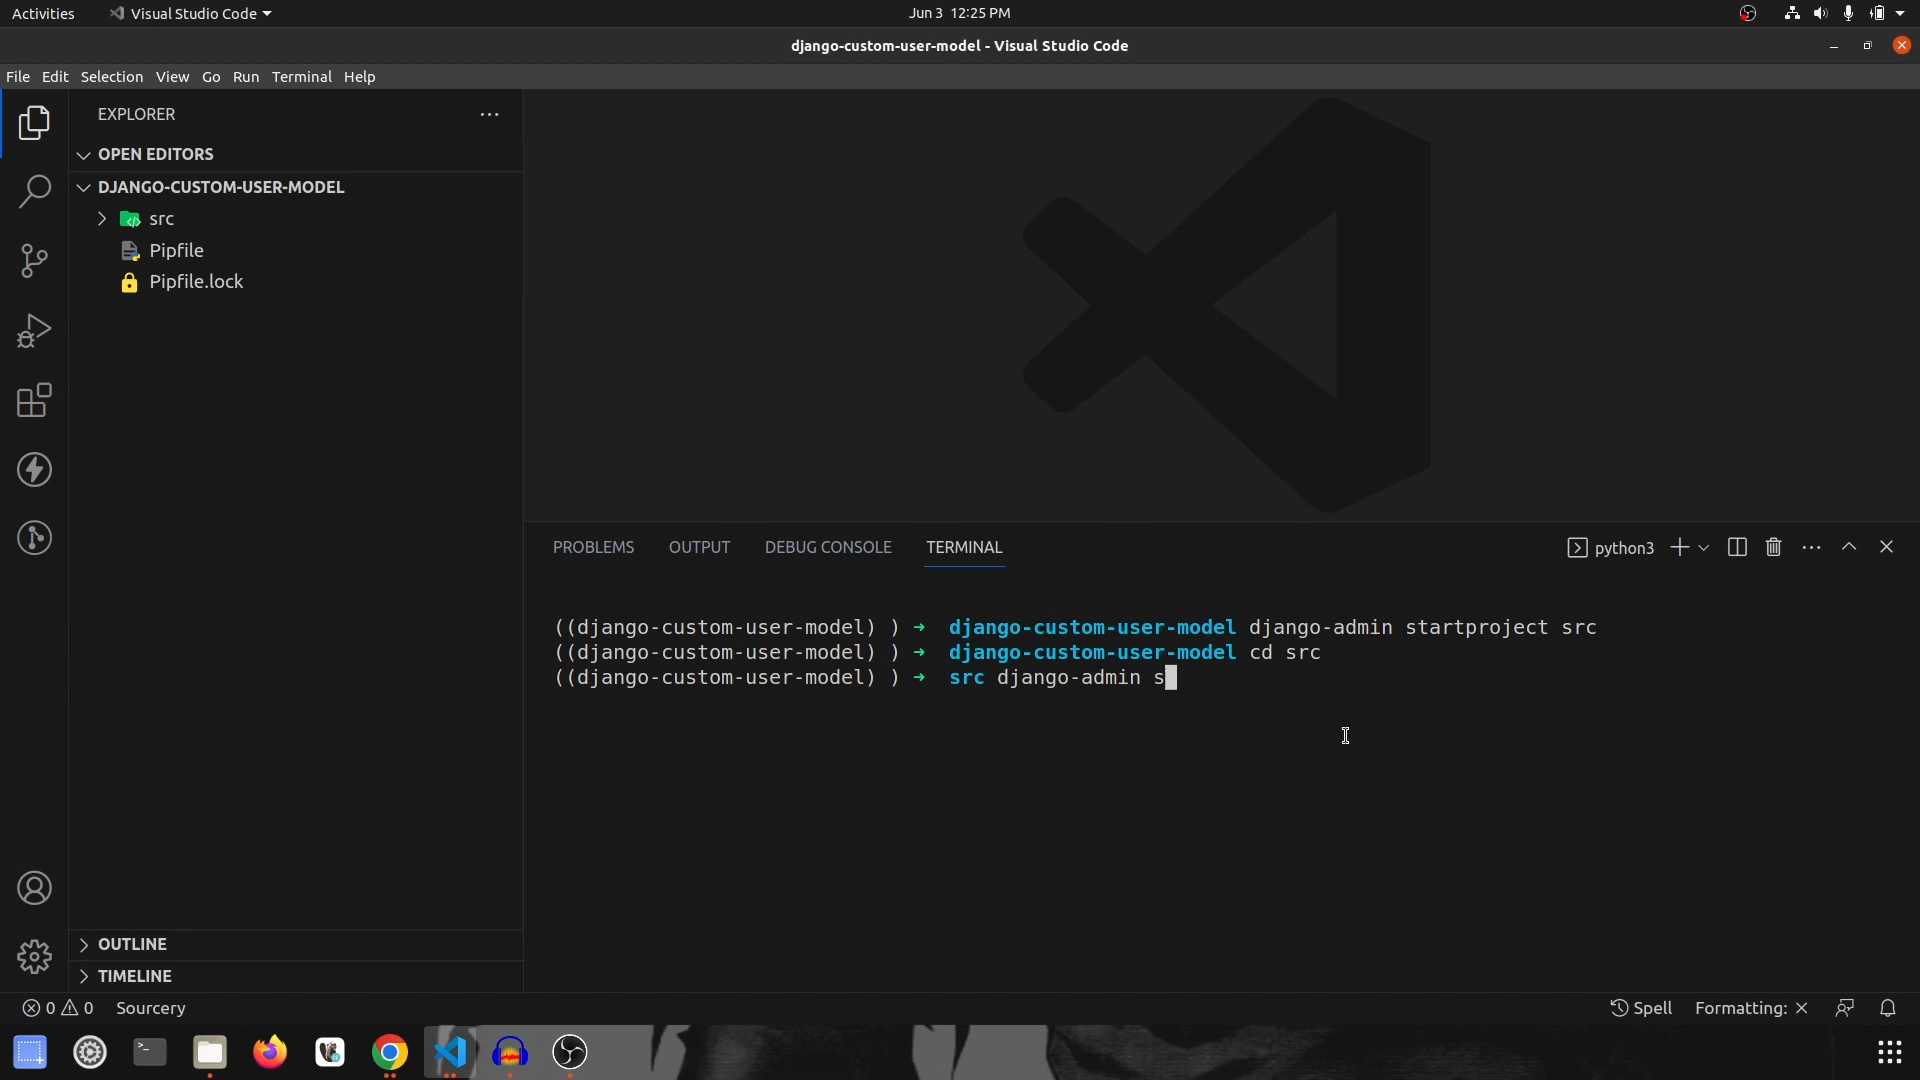 Activities Visual Studio Code Jun 3 12:25 PM
django-custom-user-model - Visual Studio Code
File Edit Selection View Go Run Terminal Help
EXPLORER
OPEN EDITORS
DJANGO-CUSTOM-USER-MODEL
src
Pipfile
Pipfile.lock
OUTLINE
TIMELINE
PROBLEMS OUTPUT DEBUG CONSOLE TERMINAL python3
((django-custom-user-model) ) ➜ django-custom-user-model django-admin startproject src
((django-custom-user-model) ) ➜ django-custom-user-model cd src
((django-custom-user-model) ) ➜ src django-admin s
0 0 Sourcery Spell Formatting: ×